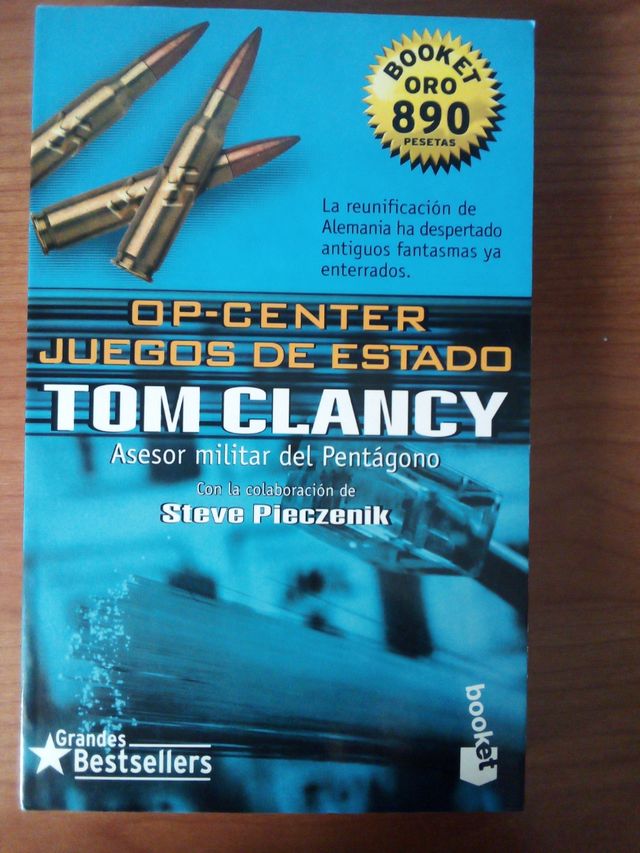 BOOKET
ORO
890
PESETAS
La reunificación de
Alemania ha despertado
antiguos fantasmas ya
enterrados.
OP-CENTER
JUEGOS DE ESTADO
TOM CLANCY
Asesor militar del Pentágono
Con la colaboración de
Steve Pieczenik
Grandes
Bestsellers
booket